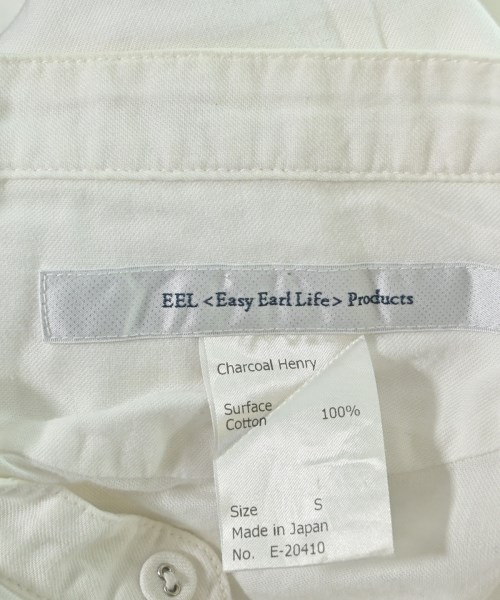 EEL <Easy Earl Life> Products
Charcoal Henry
Surface
Cotton 100%
Size S
Made in Japan
No. E-20410